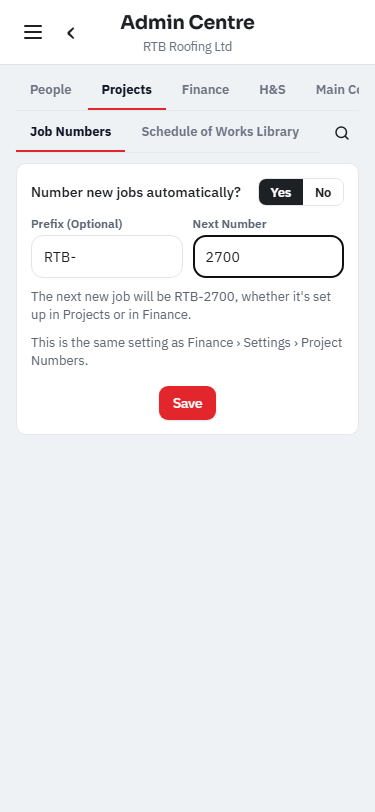 Admin Centre
RTB Roofing Ltd
People Projects Finance H&S Main Co
Job Numbers Schedule of Works Library
Number new jobs automatically? Yes No
Prefix (Optional) Next Number
RTB- 2700
The next new job will be RTB-2700, whether it's set
up in Projects or in Finance.
This is the same setting as Finance › Settings › Project
Numbers.
Save